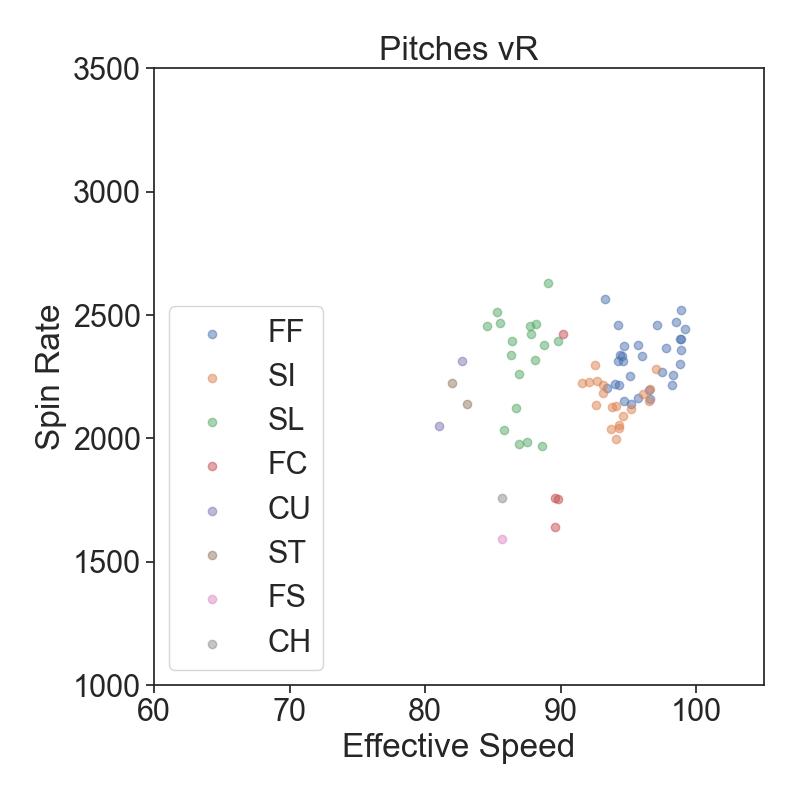 Pitches vR
3500
3000
2500
2000
1500
1000
Spin Rate
FF
SI
SL
FC
CU
ST
FS
CH
60 70 80 90 100
Effective Speed